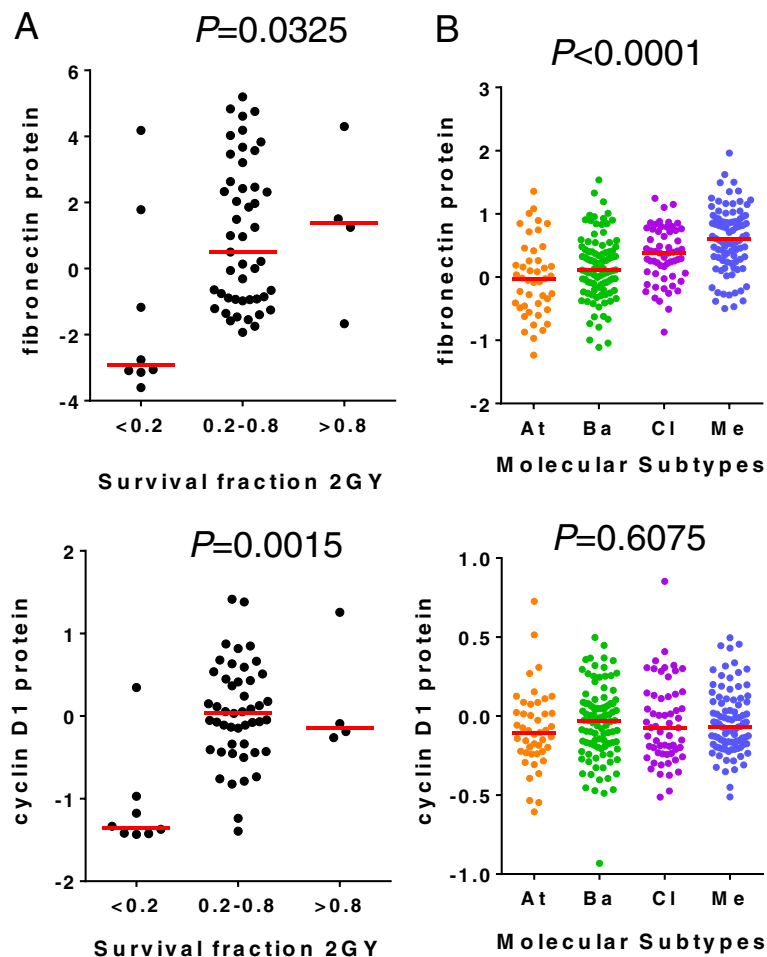 A
P=0.0325
fibronectin protein
6
4
2
0
-2
-4
<0.2
0.2-0.8
>0.8
Survival fraction 2GY
B
P<0.0001
fibronectin protein
3
2
1
0
-1
-2
At
Ba
Cl
Me
Molecular Subtypes
P=0.0015
cyclin D1 protein
2
1
0
-1
-2
<0.2
0.2-0.8
>0.8
Survival fraction 2GY
P=0.6075
cyclin D1 protein
1.0
0.5
0.0
-0.5
-1.0
At
Ba
Cl
Me
Molecular Subtypes